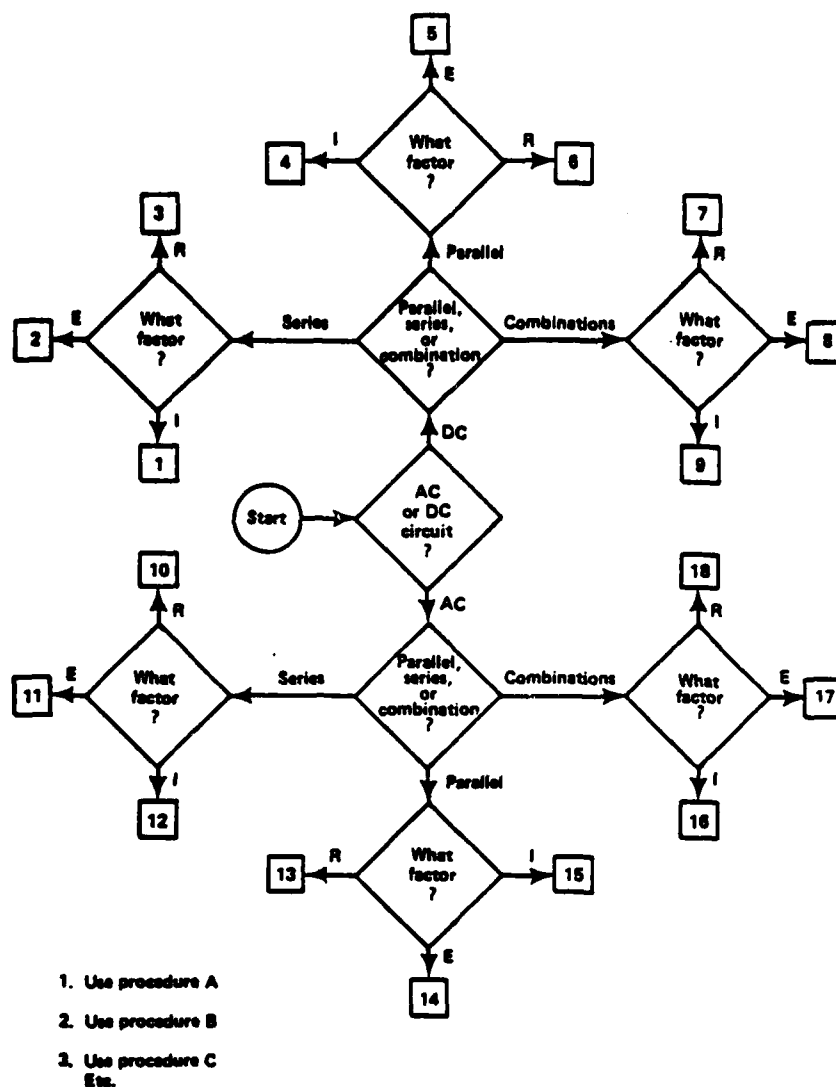 5
E
What
factor
?
I
4
R
6
3
R
Parallel
7
R
E
2
What
factor
?
Series
Parallel,
series,
or
combination
?
Combinations
What
factor
?
E
8
I
1
DC
I
9
Start
AC
or DC
circuit
?
10
R
AC
18
R
E
11
What
factor
?
Series
Parallel,
series,
or
combination
?
Combinations
What
factor
?
E
17
I
12
Parallel
I
16
R
13
What
factor
?
I
15
E
14
1. Use procedure A
2. Use procedure B
3. Use procedure C
Etc.